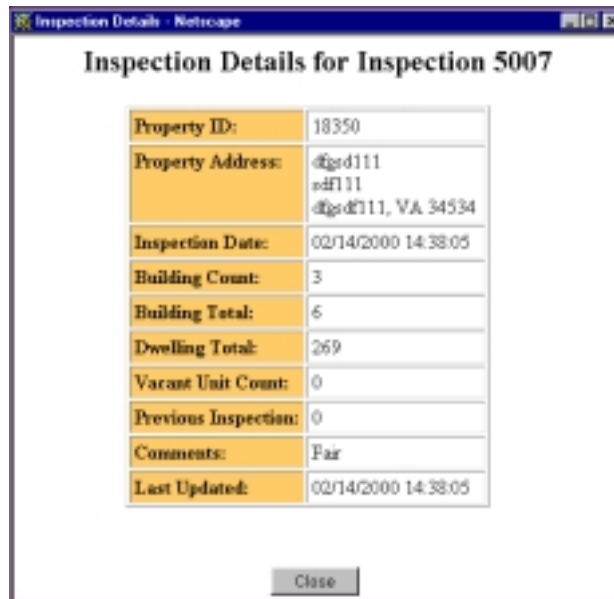 Inspection Details - Netscape
Inspection Details for Inspection 5007
Property ID: 18350
Property Address: dfgsd111
sdf111
dfgsdf111, VA 34534
Inspection Date: 02/14/2000 14:38:05
Building Count: 3
Building Total: 6
Dwelling Total: 269
Vacant Unit Count: 0
Previous Inspection: 0
Comments: Fair
Last Updated: 02/14/2000 14:38:05
Close